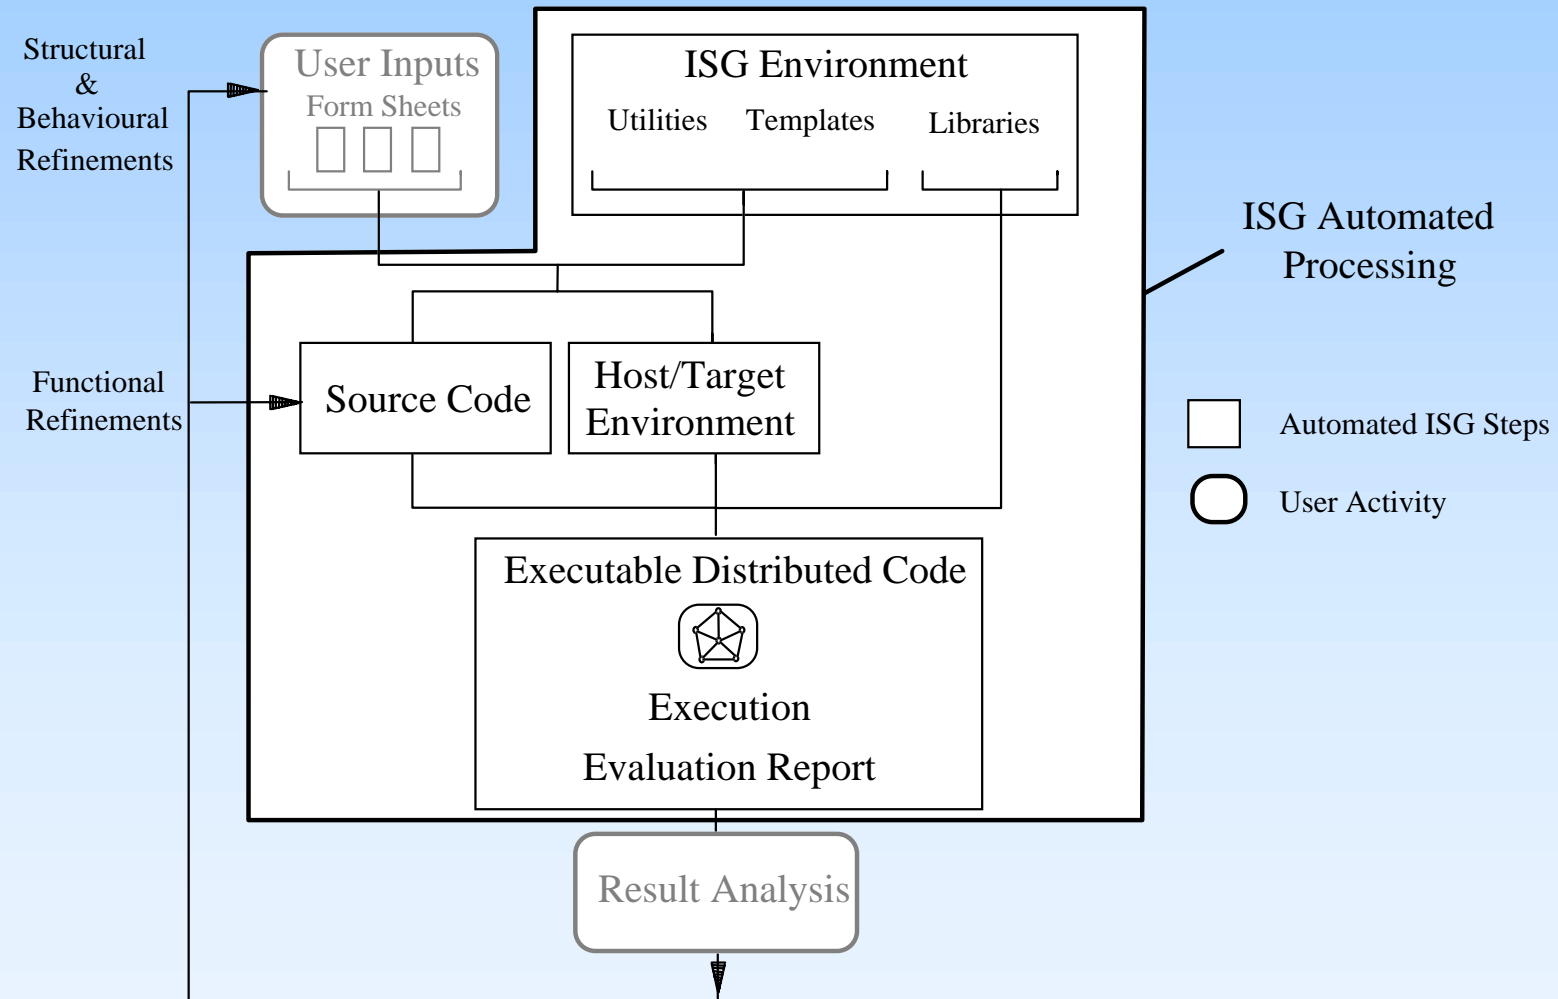 Structural
&
Behavioural
Refinements
User Inputs
Form Sheets
ISG Environment
Utilities Templates Libraries
ISG Automated
Processing
Functional
Refinements
Source Code
Host/Target
Environment
Automated ISG Steps
User Activity
Executable Distributed Code
Execution
Evaluation Report
Result Analysis